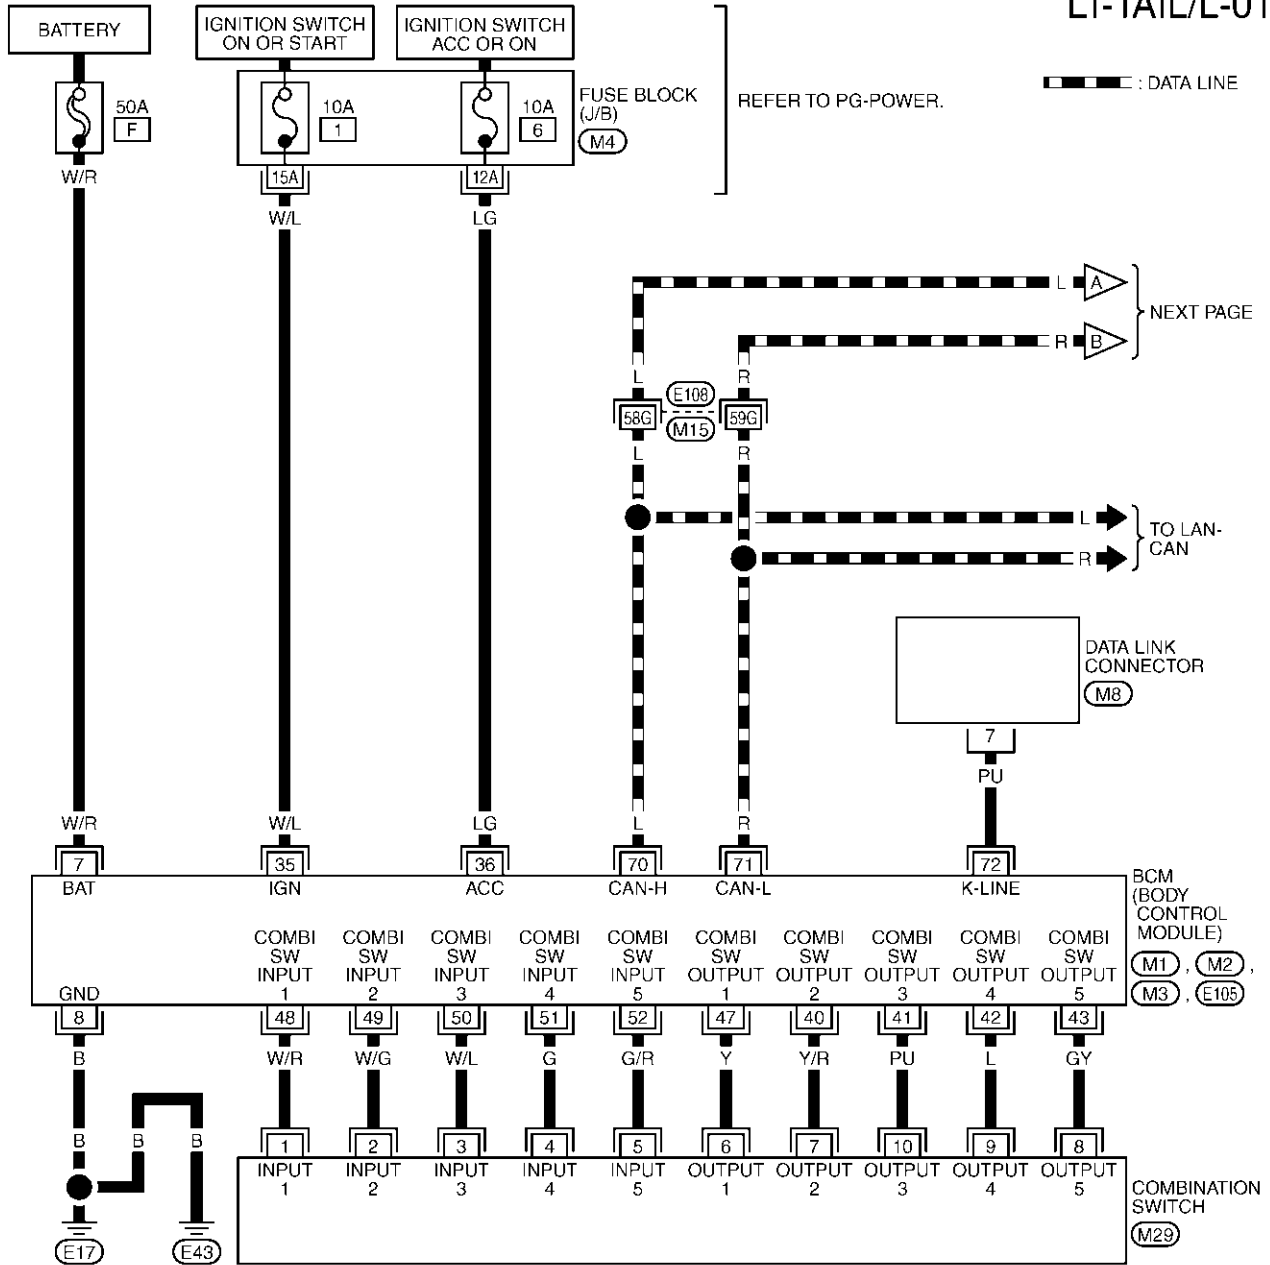 LT-TAIL/L-01
BATTERY
IGNITION SWITCH
ON OR START
IGNITION SWITCH
ACC OR ON
: DATA LINE
50A
F
10A
1
10A
6
FUSE BLOCK
(J/B)
M4
REFER TO PG-POWER.
W/R
15A
12A
W/L
LG
L
A
R
B
NEXT PAGE
L
R
58G
E108
M15
59G
L
R
L
R
TO LAN-
CAN
DATA LINK
CONNECTOR
M8
7
PU
W/R
W/L
LG
L
R
7
35
36
70
71
72
BAT
IGN
ACC
CAN-H
CAN-L
K-LINE
BCM
(BODY
CONTROL
MODULE)
M1 , M2 ,
M3 , E105
COMBI
SW
INPUT
1
COMBI
SW
INPUT
2
COMBI
SW
INPUT
3
COMBI
SW
INPUT
4
COMBI
SW
INPUT
5
COMBI
SW
OUTPUT
1
COMBI
SW
OUTPUT
2
COMBI
SW
OUTPUT
3
COMBI
SW
OUTPUT
4
COMBI
SW
OUTPUT
5
GND
8
48
49
50
51
52
47
40
41
42
43
B
W/R
W/G
W/L
G
G/R
Y
Y/R
PU
L
GY
B
B
B
1
2
3
4
5
6
7
10
9
8
INPUT
1
INPUT
2
INPUT
3
INPUT
4
INPUT
5
OUTPUT
1
OUTPUT
2
OUTPUT
3
OUTPUT
4
OUTPUT
5
COMBINATION
SWITCH
M29
E17
E43